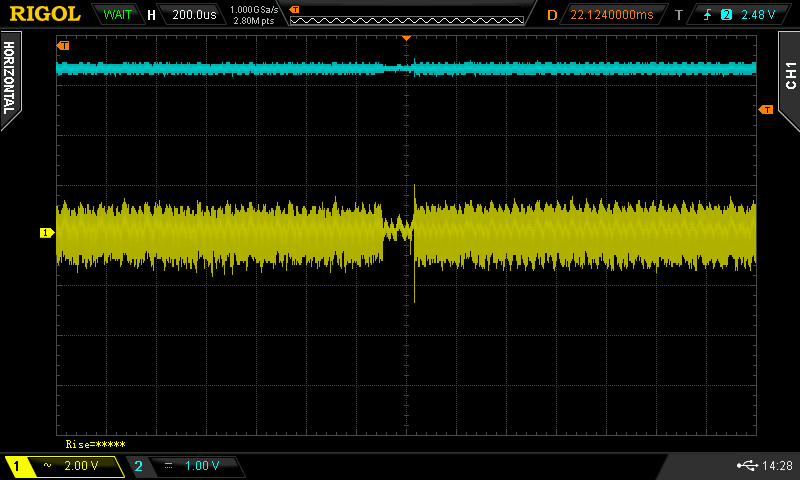 RIGOL WAIT H 200.0us 1.000GSa/s 2.80M pts T D 22.1240000ms T 2 2.48 V
HORIZONTAL
T
CH1
T
1
Rise=*****
1 ~ 2.00 V 2 1.00 V 14:28